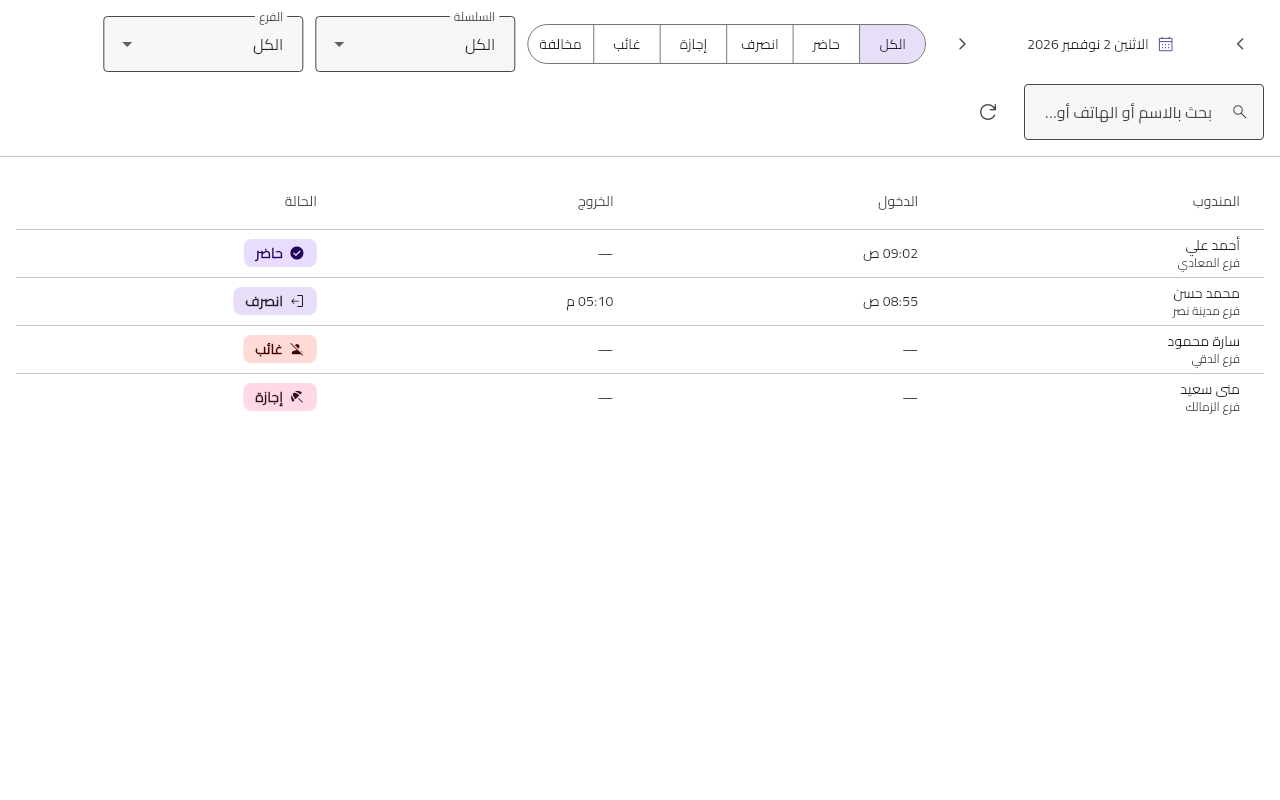 الاثنين 2 نوفمبر 2026
الكل
حاضر
انصرف
إجازة
غائب
مخالفة
السلسلة
الكل
الفرع
الكل
بحث بالاسم أو الهاتف أو...
المندوب
الدخول
الخروج
الحالة
أحمد علي
فرع المعادي
09:02 ص
—
حاضر
محمد حسن
فرع مدينة نصر
08:55 ص
05:10 م
انصرف
سارة محمود
فرع الدقي
—
—
غائب
منى سعيد
فرع الزمالك
—
—
إجازة